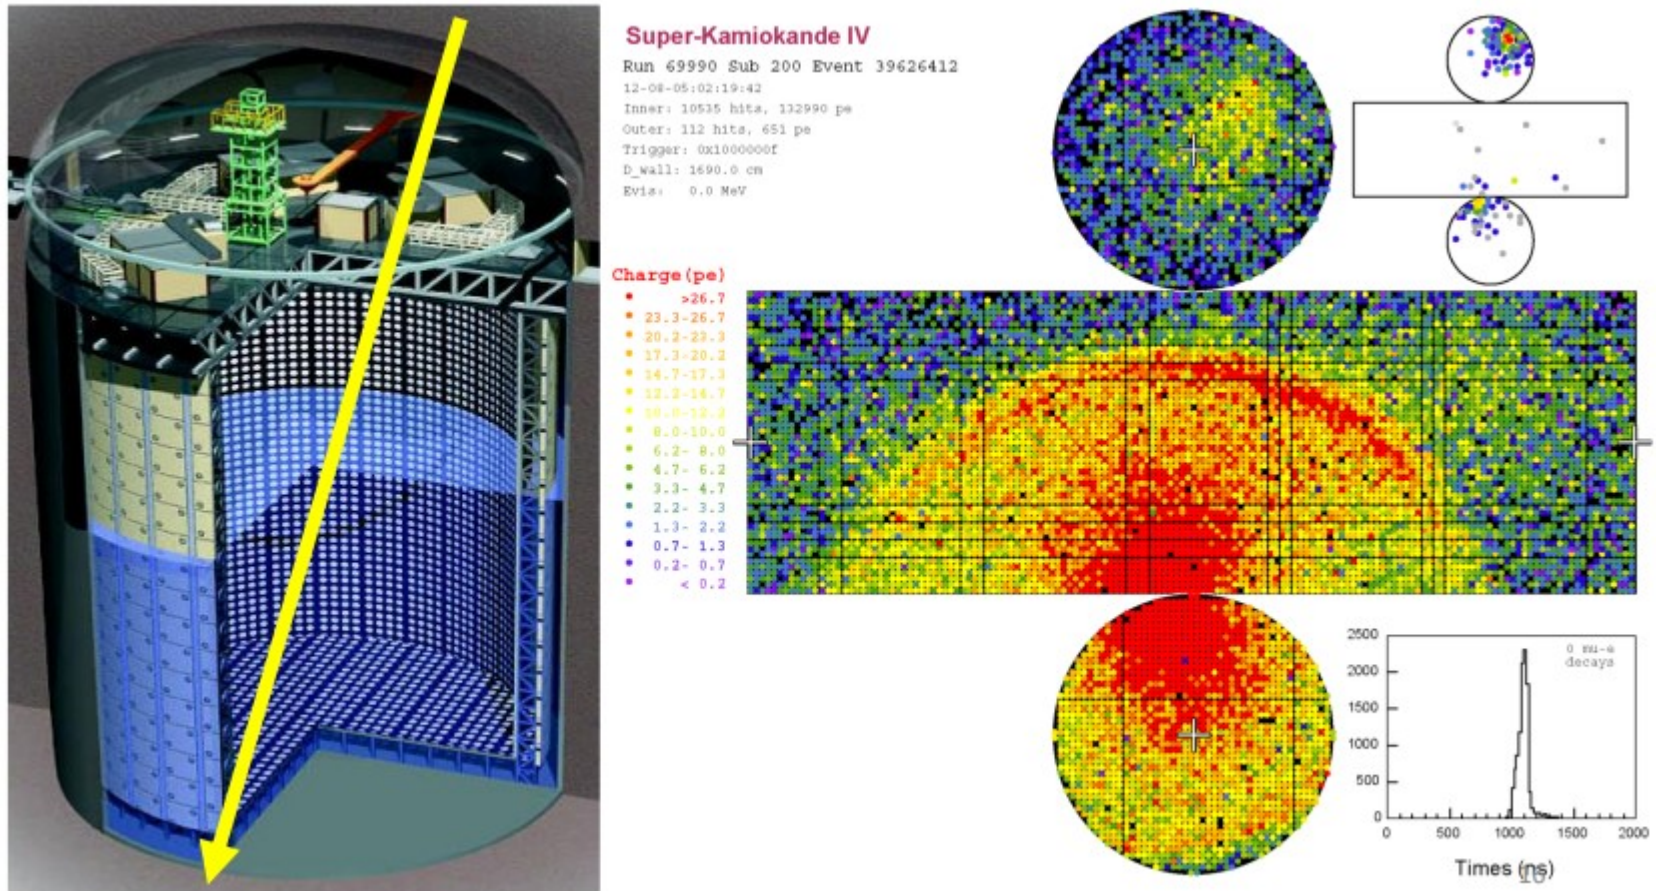 Super-Kamiokande IV
Run 69990 Sub 200 Event 39626412
12-08-05:02:19:42
Inner: 10535 hits, 132990 pe
Outer: 112 hits, 651 pe
Trigger: 0x1000000f
D_wall: 1690.0 cm
Evis: 0.0 MeV
Charge(pe)
>26.7
23.3-26.7
20.2-23.3
17.3-20.2
14.7-17.3
12.2-14.7
10.0-12.2
8.0-10.0
6.2- 8.0
4.7- 6.2
3.3- 4.7
2.2- 3.3
1.3- 2.2
0.7- 1.3
0.2- 0.7
< 0.2
0 mu-e
decays
2500
2000
1500
1000
500
0
0 500 1000 1500 2000
Times (ns)
16